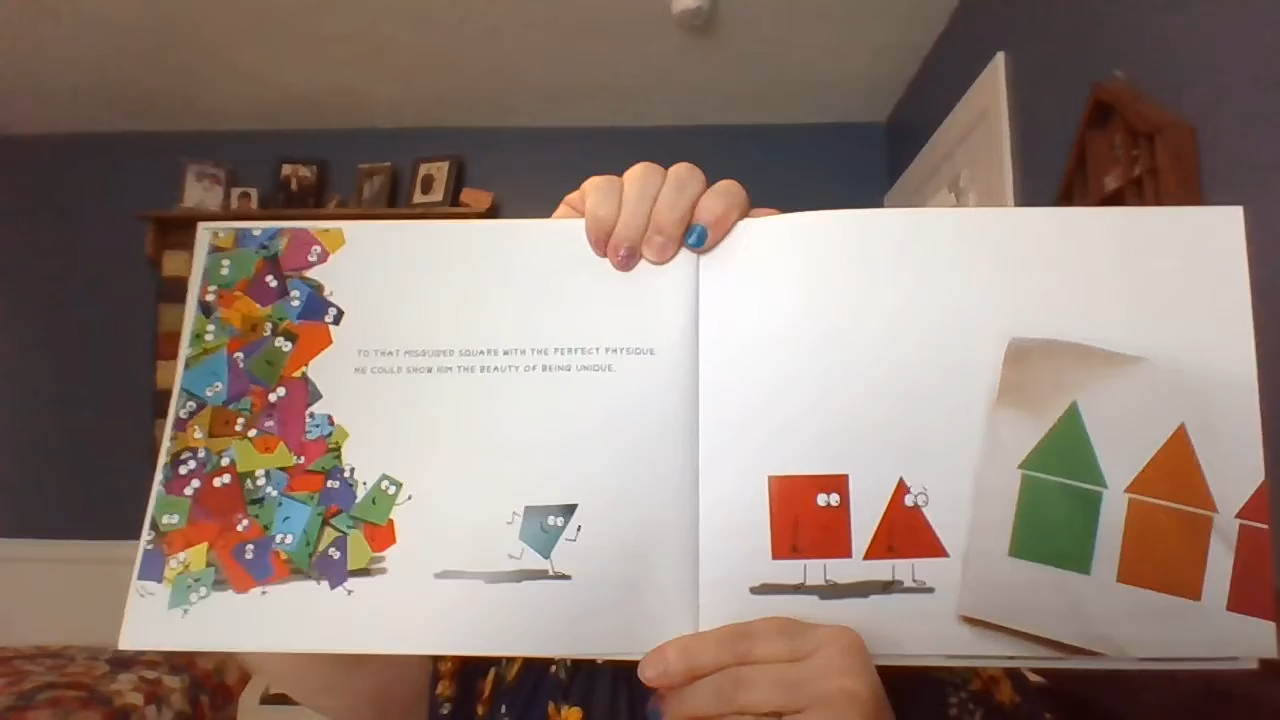 TO THAT MISGUIDED SQUARE WITH THE PERFECT PHYSIQUE
HE COULD SHOW HIM THE BEAUTY OF BEING UNIQUE.